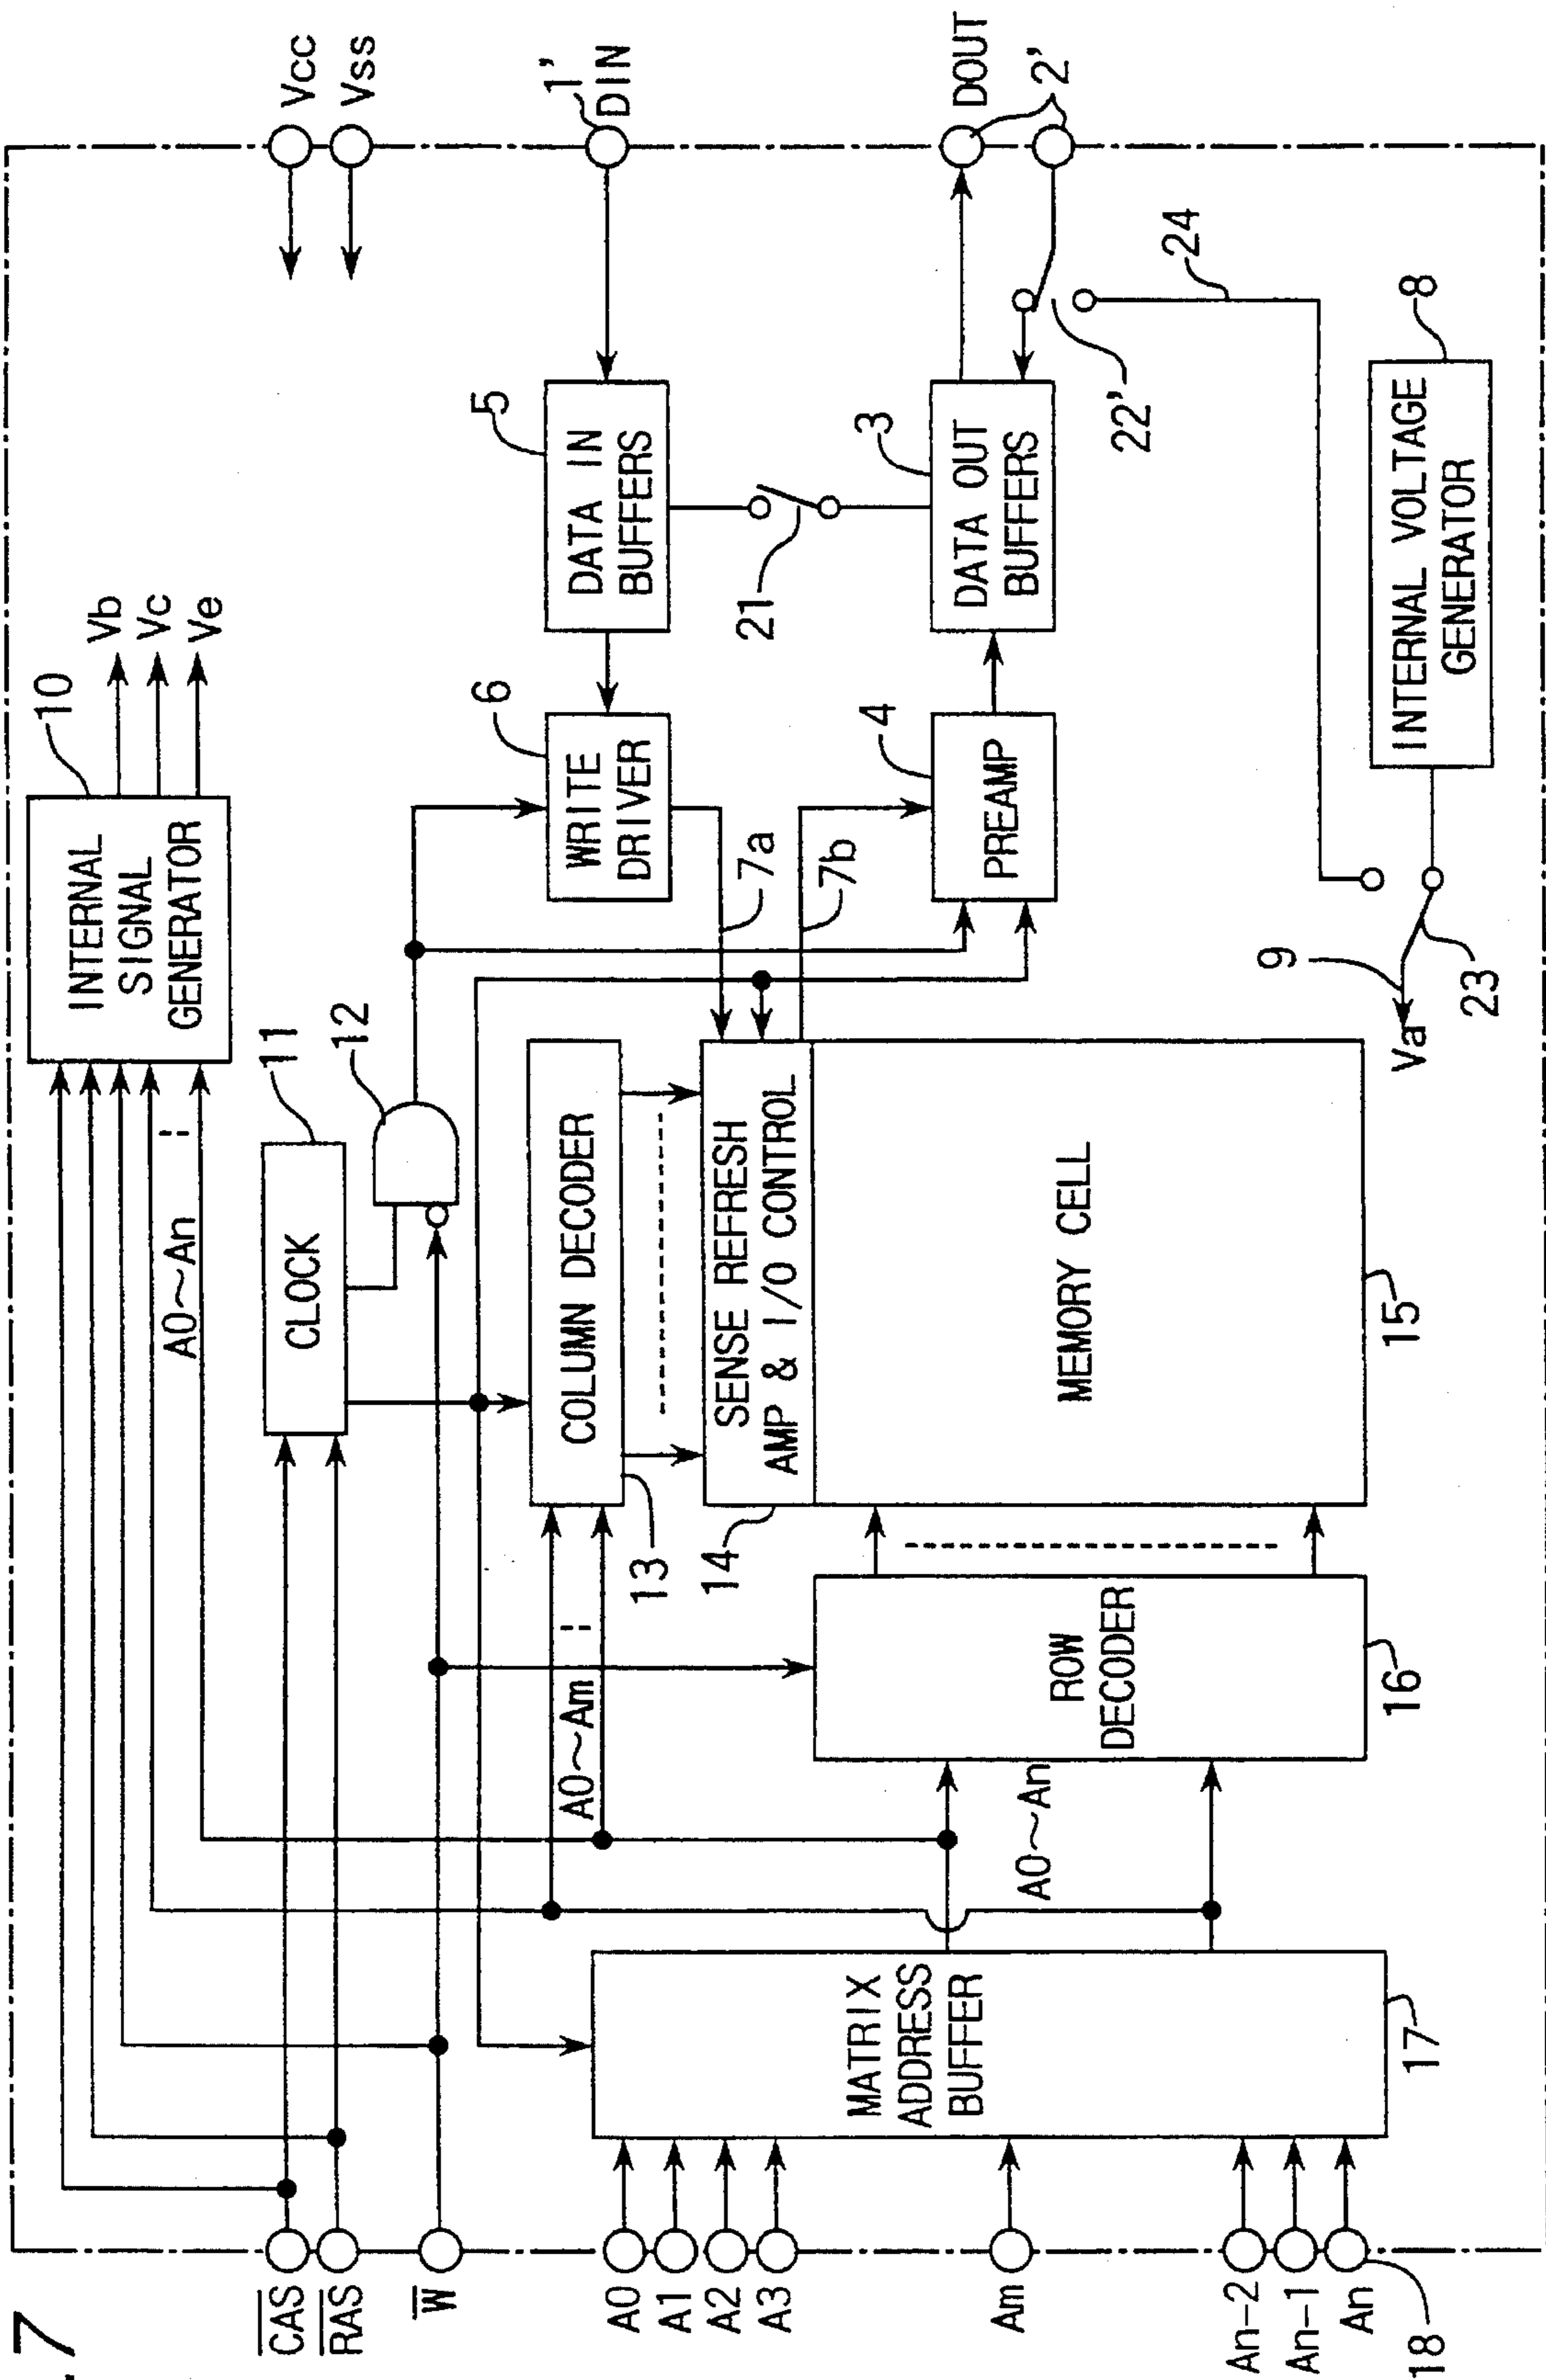 .7
CAS
RAS
W
A0
A1
A2
A3
Am
An-2
An-1
An
18
MATRIX
ADDRESS
BUFFER
17
A0~An
A0~Am
A0~An
ROW
DECODER
16
CLOCK
11
12
COLUMN DECODER
13
14
SENSE REFRESH
AMP & I/O CONTROL
MEMORY CELL
15
INTERNAL
SIGNAL
GENERATOR
10
Vb
Vc
Ve
WRITE
DRIVER
6
7a
7b
PREAMP
4
DATA IN
BUFFERS
5
21
DATA OUT
BUFFERS
3
22'
24
INTERNAL VOLTAGE
GENERATOR
8
9
Va
23
Vcc
Vss
1'
DIN
DOUT
2'